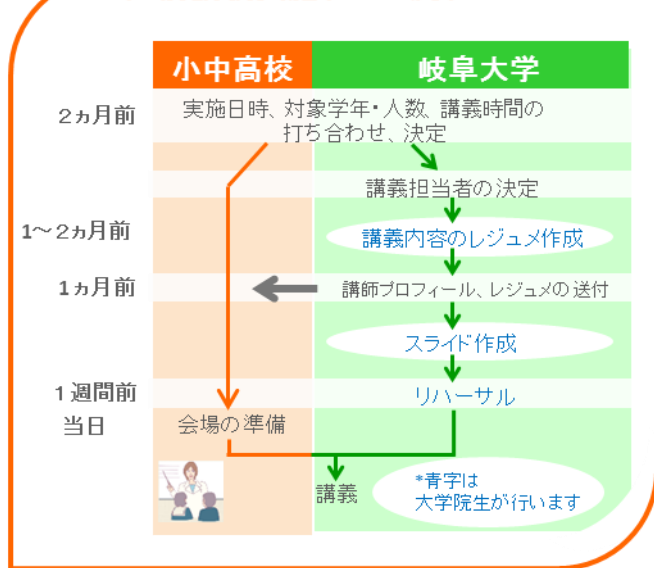 小中高校 岐阜大学
2ヵ月前 実施日時、対象学年・人数、講義時間の
打ち合わせ、決定
講義担当者の決定
1～2ヵ月前 講義内容のレジュメ作成
1ヵ月前 講師プロフィール、レジュメの送付
スライド作成
1週間前 リハーサル
当日 会場の準備
講義
*青字は
大学院生が行います